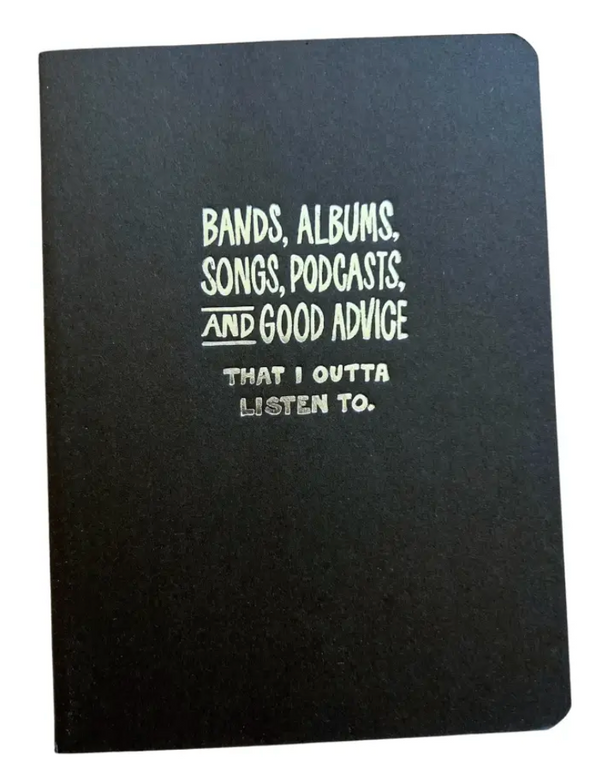 BANDS, ALBUMS,
SONGS, PODCASTS,
AND GOOD ADVICE
THAT I OUTTA
LISTEN TO.